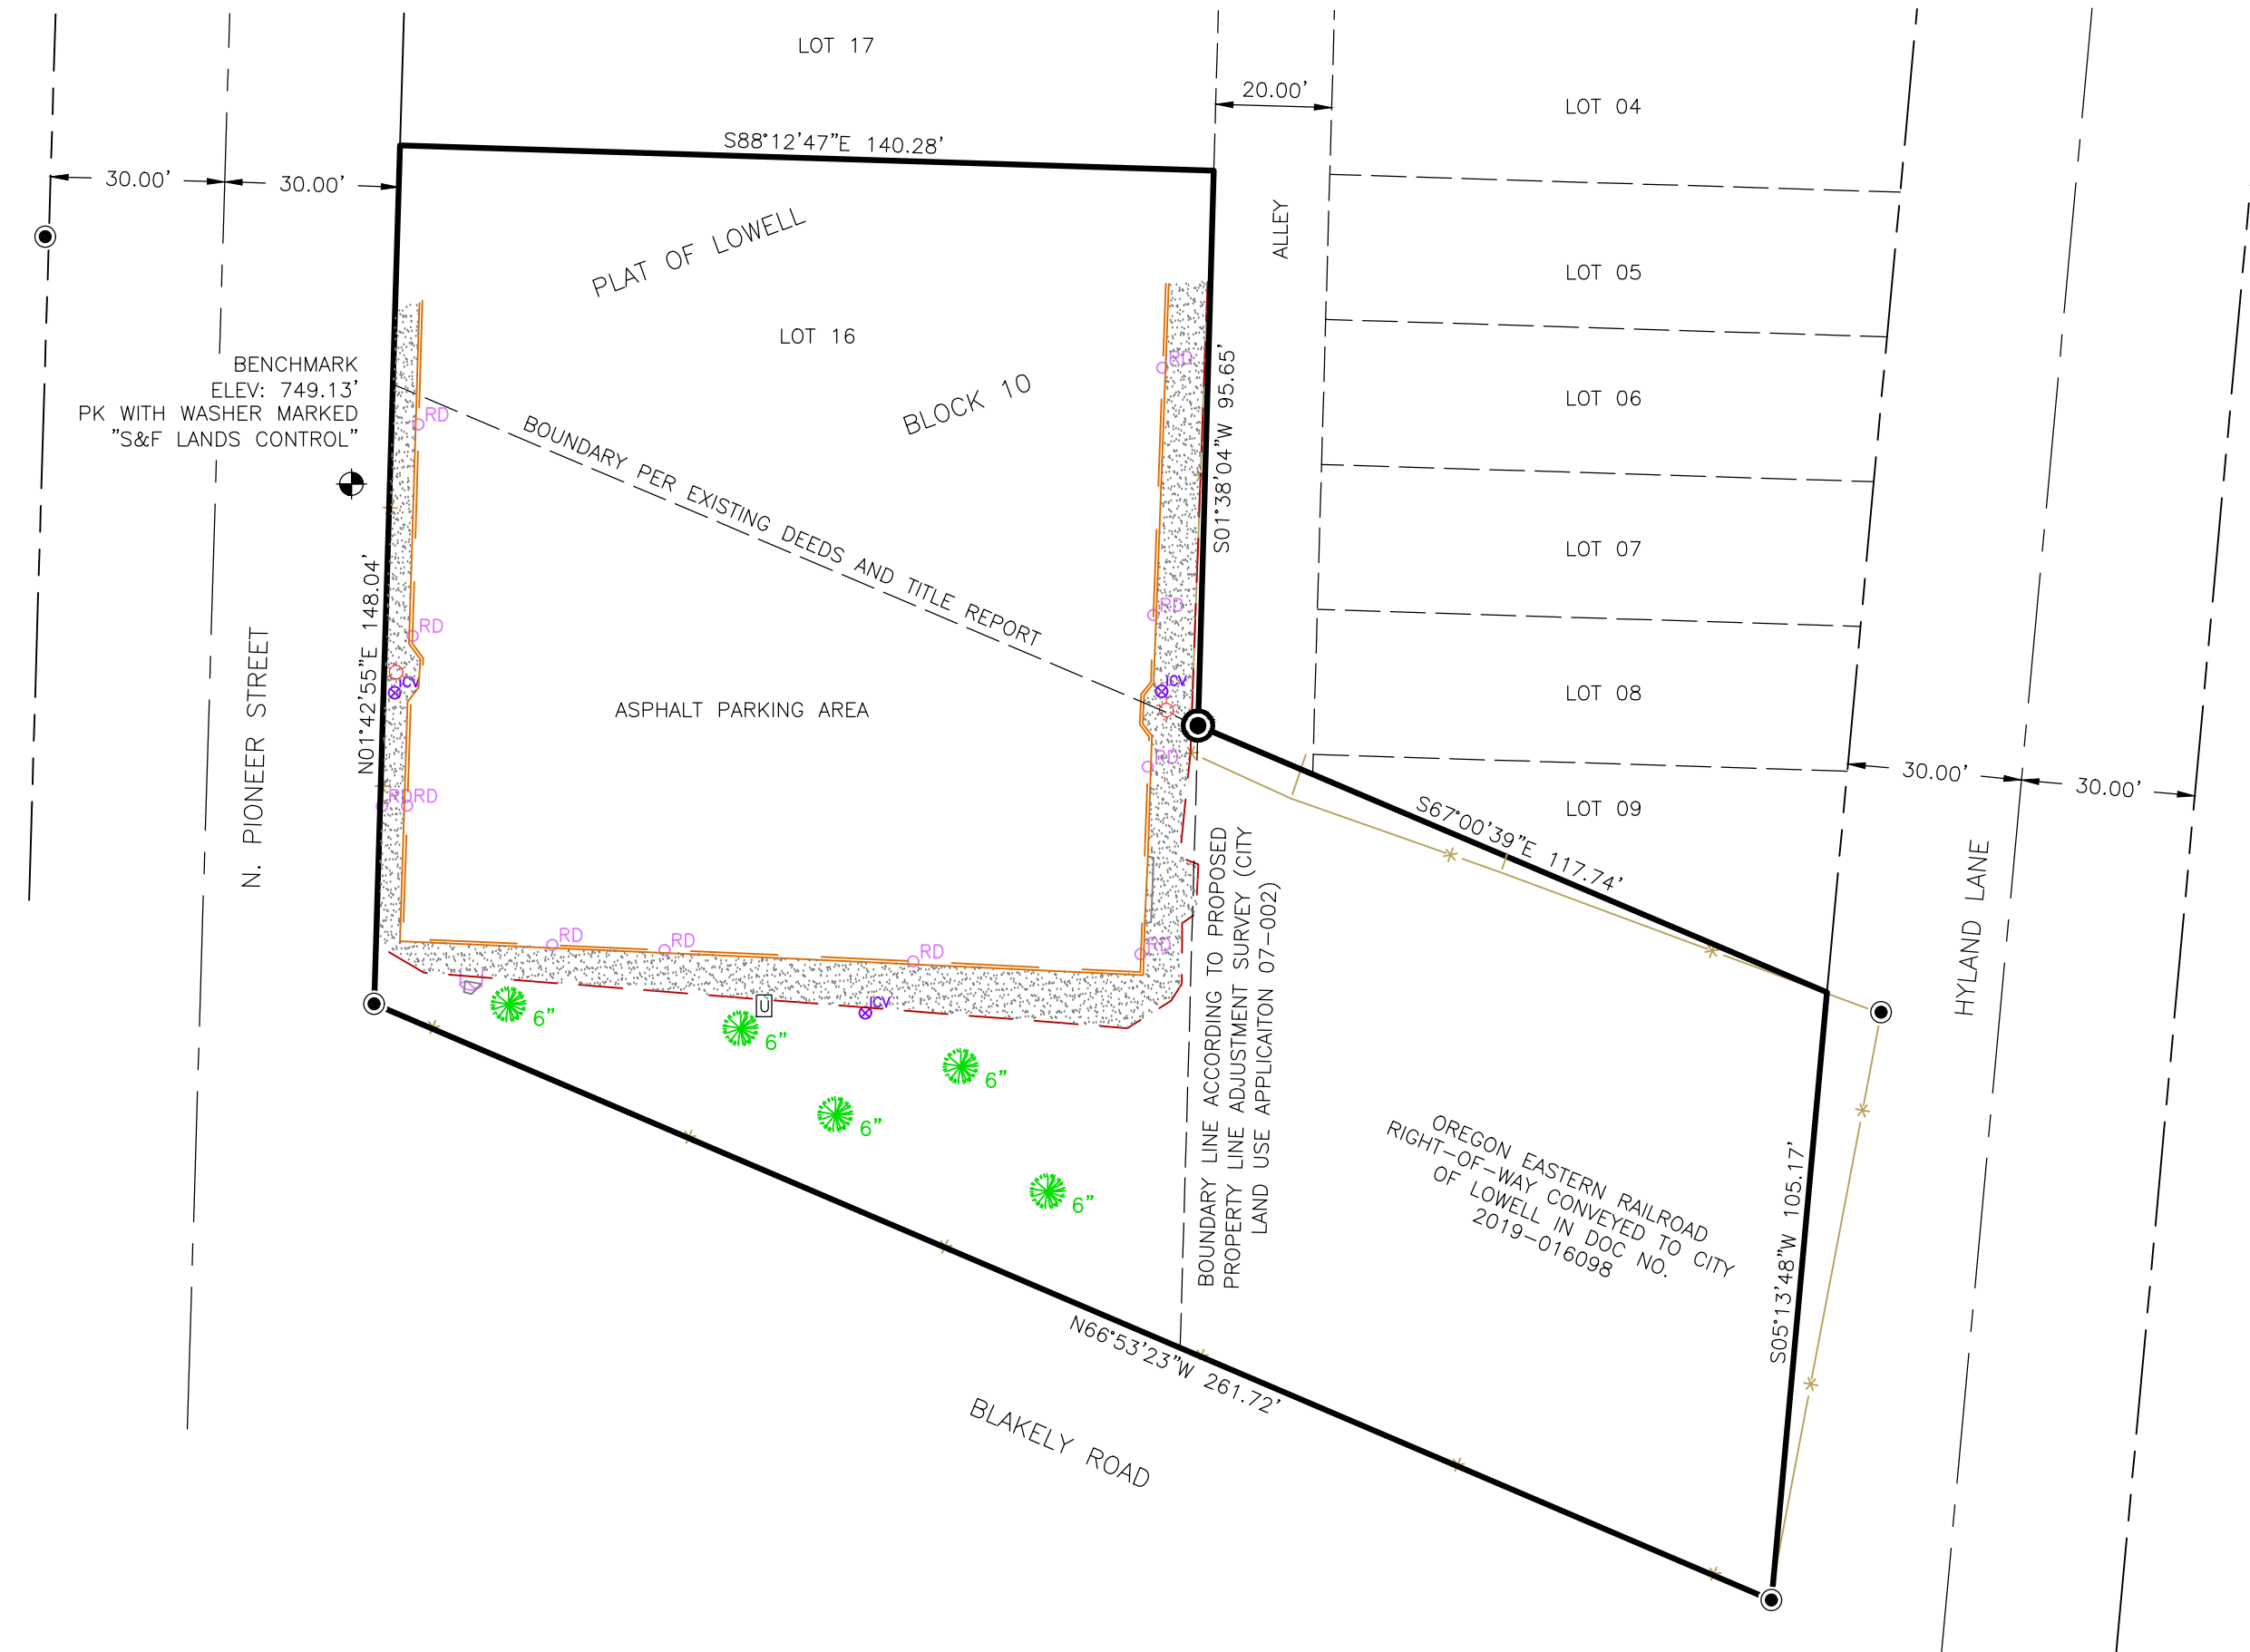 LOT 17
20.00'
LOT 04
S88°12'47"E 140.28'
30.00'
30.00'
PLAT OF LOWELL
ALLEY
LOT 05
LOT 16
BENCHMARK
ELEV: 749.13'
PK WITH WASHER MARKED
"S&F LANDS CONTROL"
RD
RD
BLOCK 10
LOT 06
S01°38'04"W 95.65'
BOUNDARY PER EXISTING DEEDS AND TITLE REPORT
LOT 07
N01°42'55"E 148.04'
RD
RD
N. PIONEER STREET
ICV
ICV
ASPHALT PARKING AREA
LOT 08
RD
RD
RD
30.00'
30.00'
LOT 09
S67°00'39"E 117.74'
HYLAND LANE
BOUNDARY LINE ACCORDING TO PROPOSED
PROPERTY LINE ADJUSTMENT SURVEY (CITY
LAND USE APPLICAITON 07-002)
RD
RD
RD
RD
U
ICV
6"
6"
6"
6"
6"
OREGON EASTERN RAILROAD
RIGHT-OF-WAY CONVEYED TO CITY
OF LOWELL IN DOC NO.
2019-016098
S05°13'48"W 105.17'
N66°53'23"W 261.72'
BLAKELY ROAD